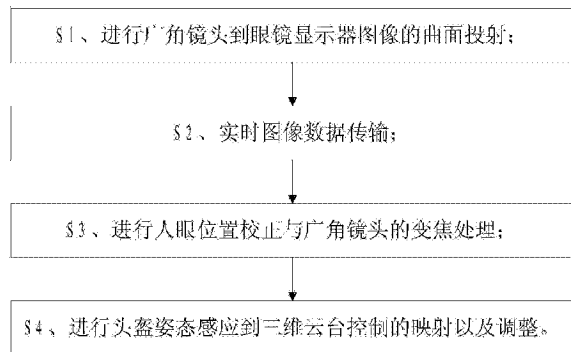 S1、进行广角镜头到眼镜显示器图像的曲面投射；
S2、实时图像数据传输；
S3、进行人眼位置校正与广角镜头的变焦处理；
S4、进行头盔姿态感应到三维云台控制的映射以及调整。